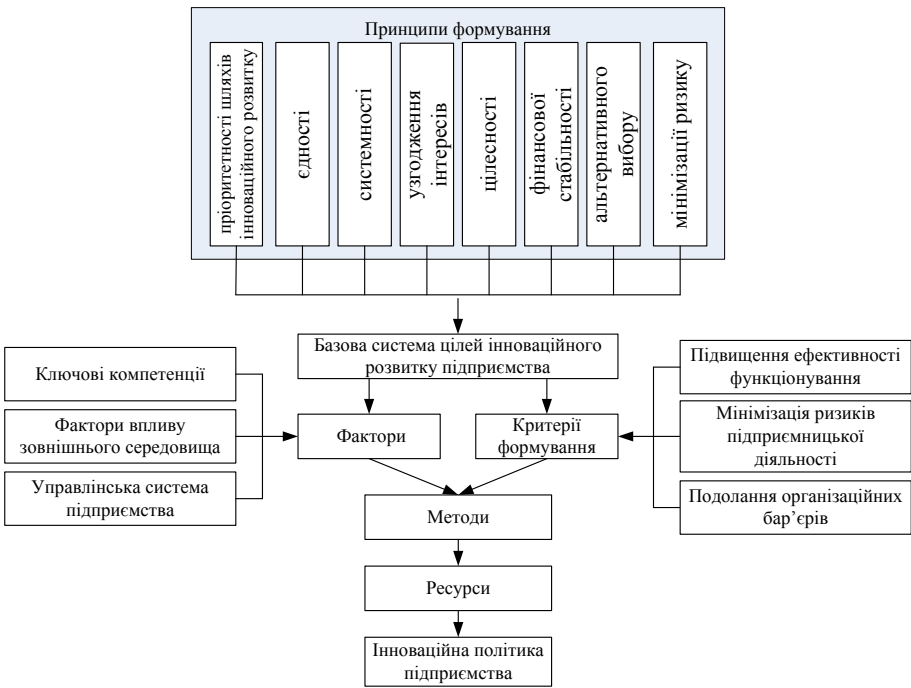 Принципи формування
пріоритетності шляхів
інноваційного розвитку
єдності
системності
узгодження
інтересів
цілесності
фінансової
стабільності
альтернативного
вибору
мінімізації ризику
Базова система цілей інноваційного
розвитку підприємства
Ключові компетенції
Фактори впливу
зовнішнього середовища
Управлінська система
підприємства
Фактори
Критерії
формування
Підвищення ефективності
функціонування
Мінімізація ризиків
підприємницької
діяльності
Подолання організаційних
бар’єрів
Методи
Ресурси
Інноваційна політика
підприємства